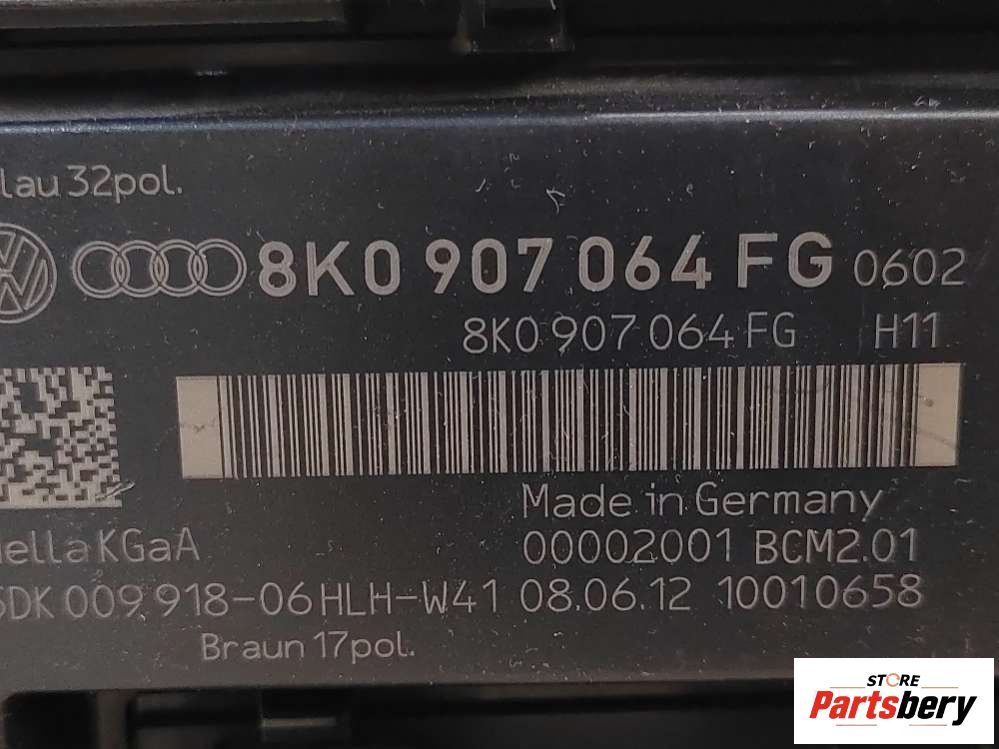 lau 32pol.
8K0 907 064 FG 0602
8K0 907 064 FG H11
Made in Germany
ella KGaA
00002001 BCM2.01
DK 009 918-06 HLH-W41 08.06.12 10010658
Braun 17pol.
STORE
Partsbery